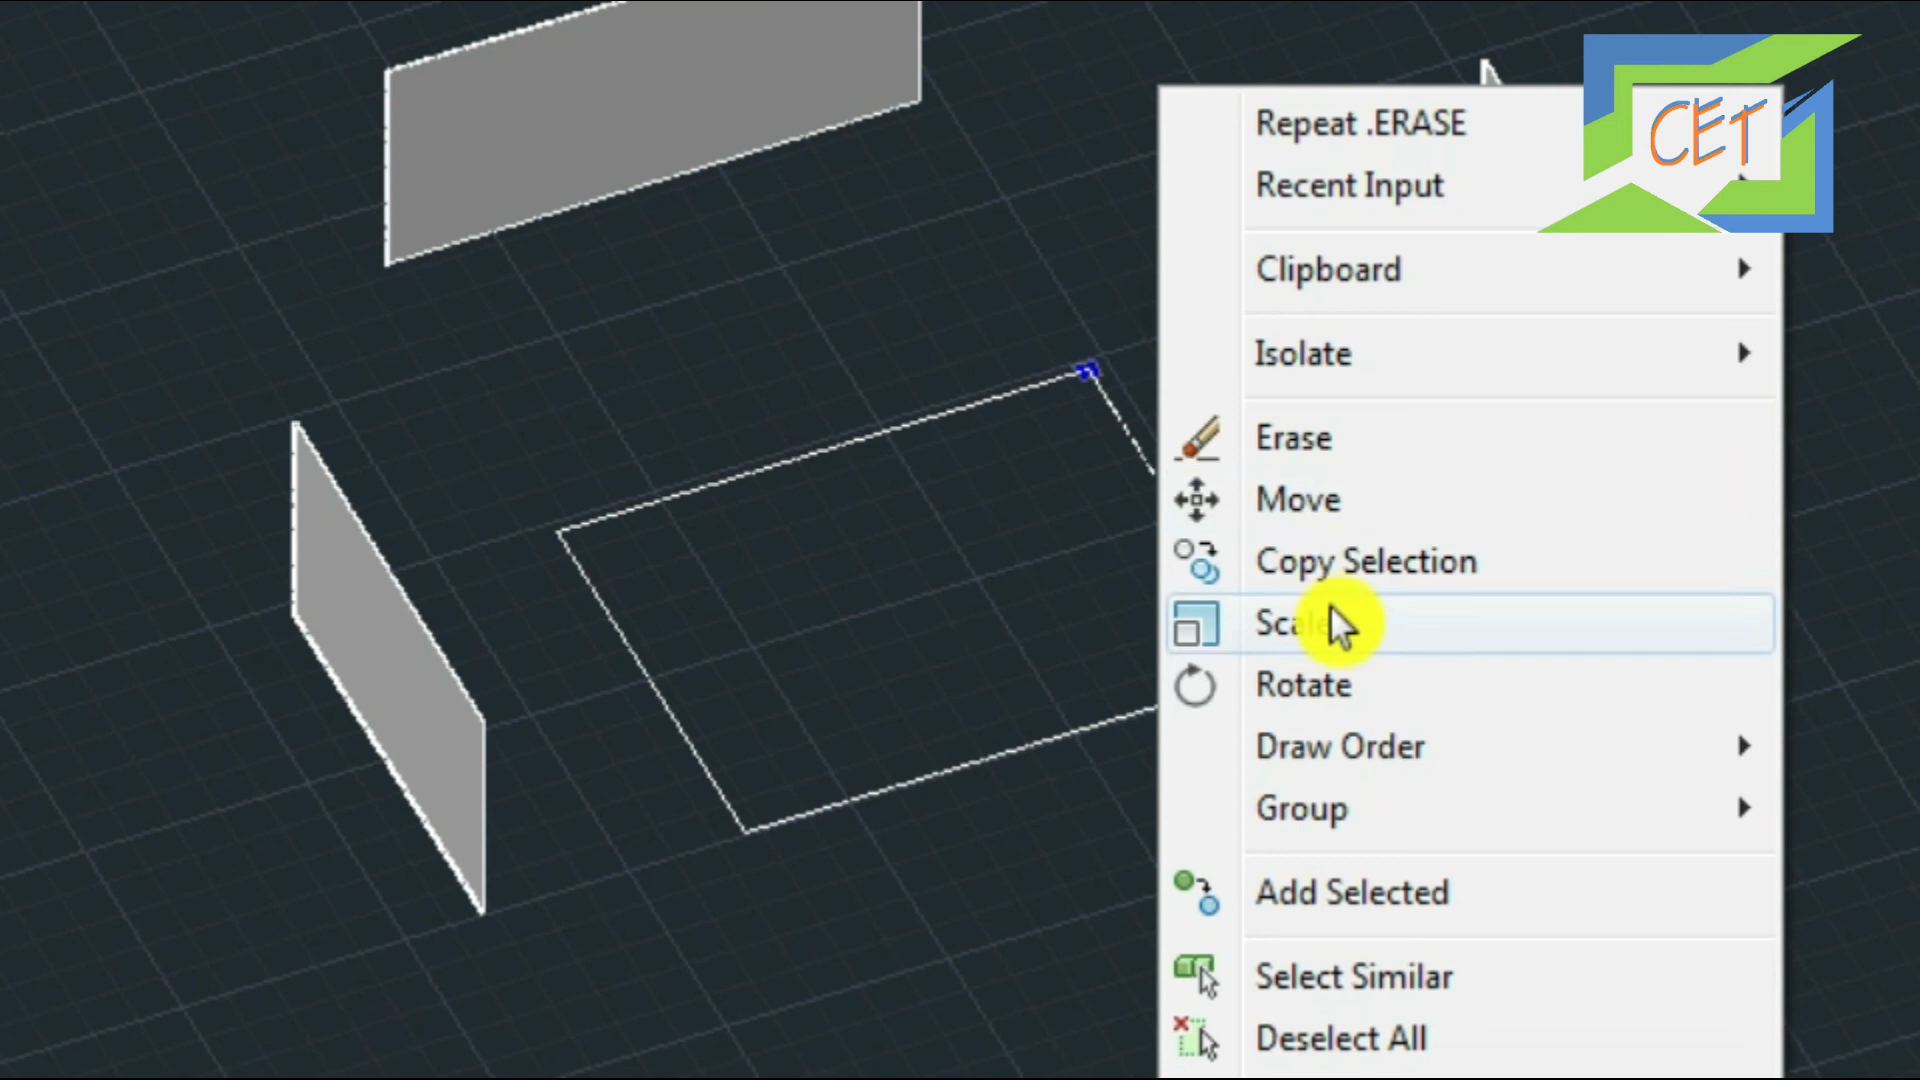 CET
Repeat .ERASE
Recent Input
Clipboard
Isolate
Erase
Move
Copy Selection
Scale
Rotate
Draw Order
Group
Add Selected
Select Similar
Deselect All